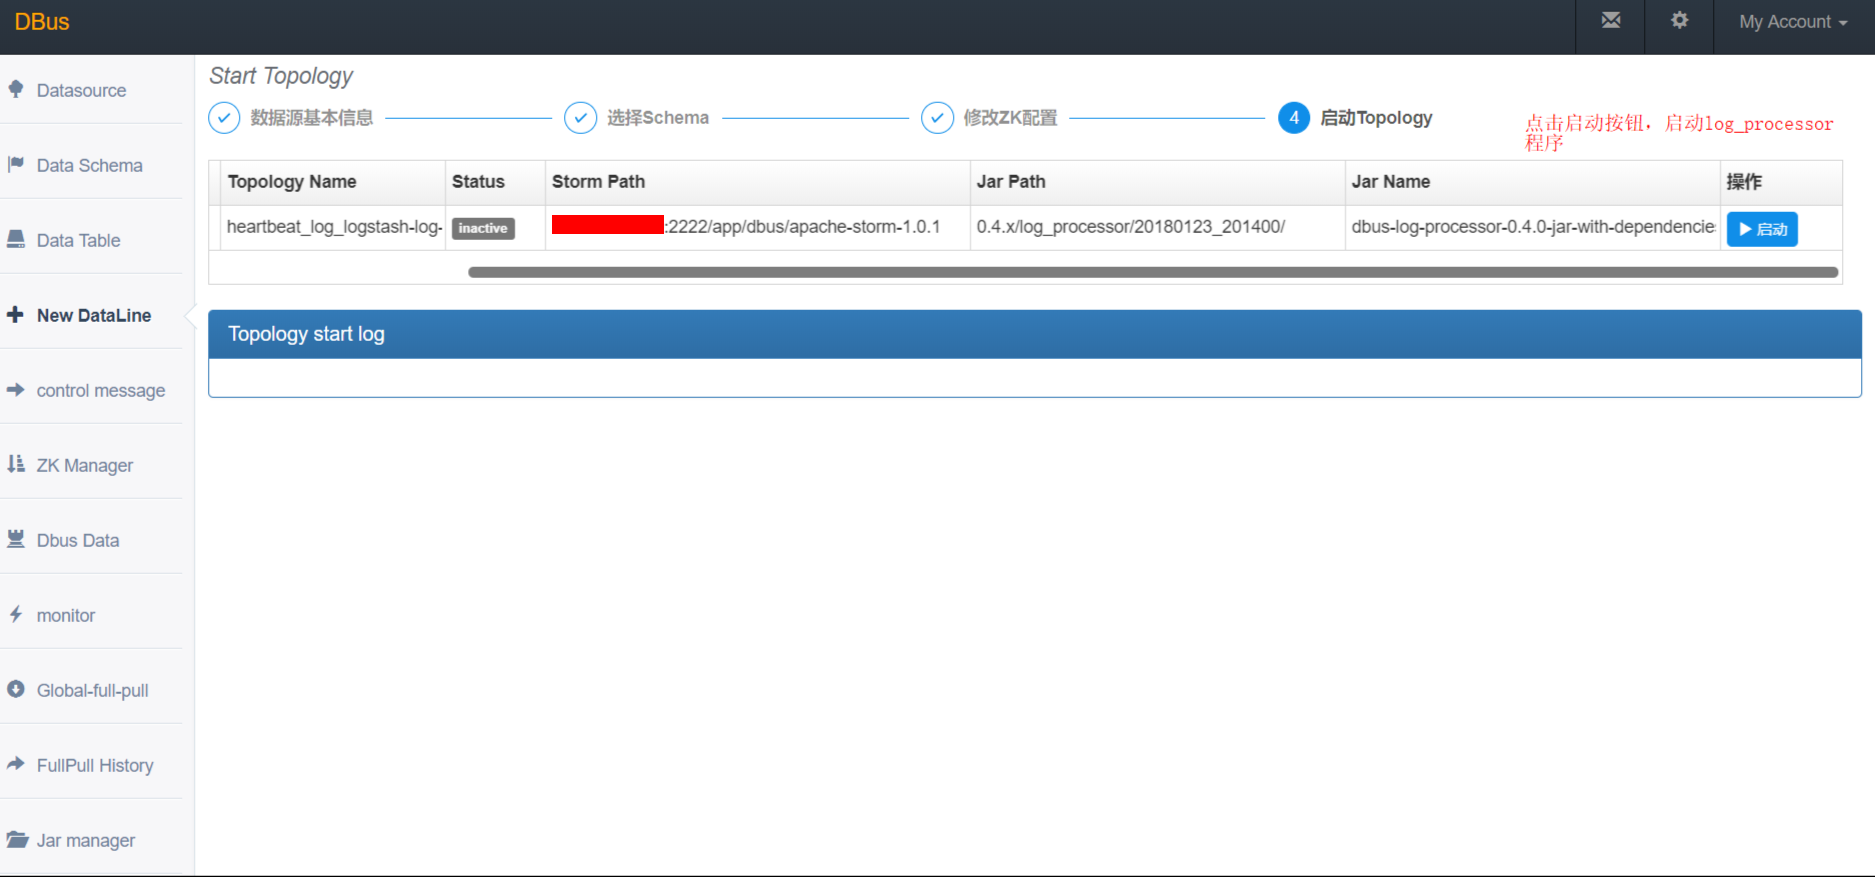 DBus
My Account
Datasource
Data Schema
Data Table
New DataLine
control message
ZK Manager
Dbus Data
monitor
Global-full-pull
FullPull History
Jar manager
Start Topology
数据源基本信息
选择Schema
修改ZK配置
4 启动Topology
点击启动按钮，启动log_processor
程序
Topology Name Status Storm Path Jar Path Jar Name 操作
heartbeat_log_logstash-log- inactive :2222/app/dbus/apache-storm-1.0.1 0.4.x/log_processor/20180123_201400/ dbus-log-processor-0.4.0-jar-with-dependencies 启动
Topology start log